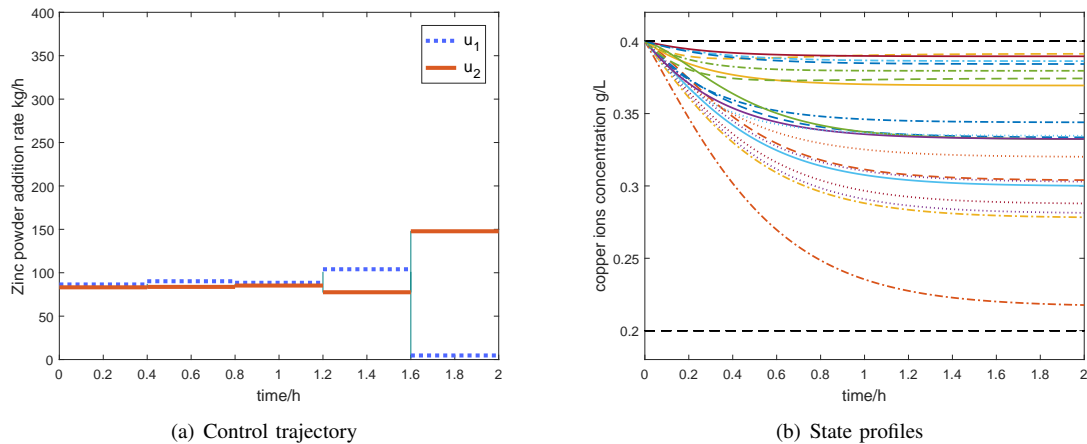 400
350
300
250
200
150
100
50
0
Zinc powder addition rate kg/h
u1
u2
0 0.2 0.4 0.6 0.8 1 1.2 1.4 1.6 1.8 2
time/h
(a) Control trajectory
0.4
0.35
0.3
0.25
0.2
copper ions concentration g/L
0 0.2 0.4 0.6 0.8 1 1.2 1.4 1.6 1.8 2
time/h
(b) State profiles